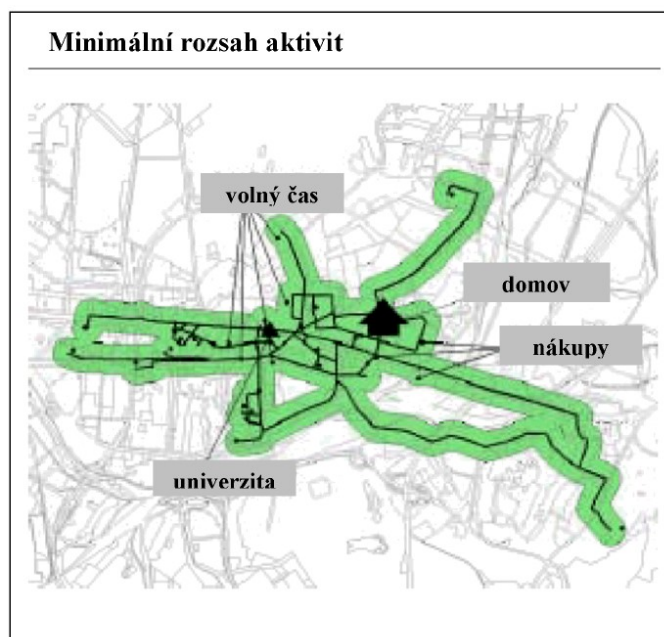 Minimální rozsah aktivit
volný čas
domov
nákupy
univerzita